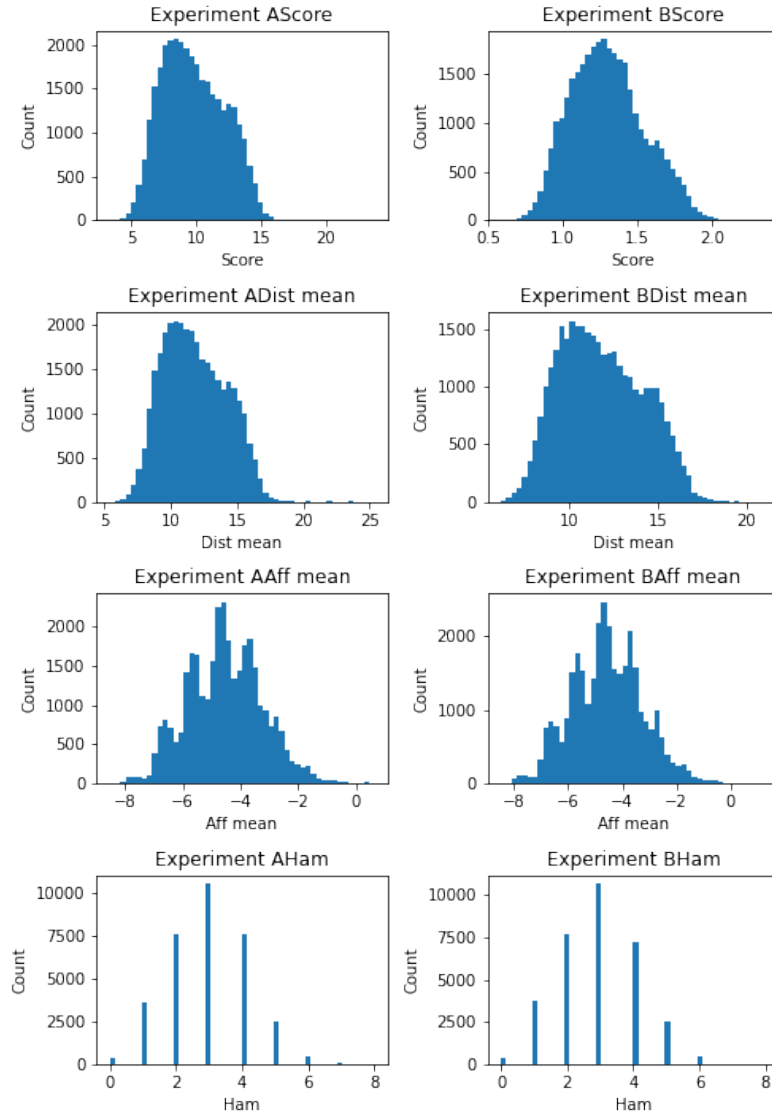 Experiment AScore
2000
1500
1000
500
0
Count
5 10 15 20
Score
Experiment BScore
1500
1000
500
0
Count
0.5 1.0 1.5 2.0
Score
Experiment ADist mean
2000
1500
1000
500
0
Count
5 10 15 20 25
Dist mean
Experiment BDist mean
1500
1000
500
0
Count
10 15 20
Dist mean
Experiment AAff mean
2000
1500
1000
500
0
Count
−8 −6 −4 −2 0
Aff mean
Experiment BAff mean
2000
1000
0
Count
−8 −6 −4 −2 0
Aff mean
Experiment AHam
10000
7500
5000
2500
0
Count
0 2 4 6 8
Ham
Experiment BHam
10000
7500
5000
2500
0
Count
0 2 4 6 8
Ham